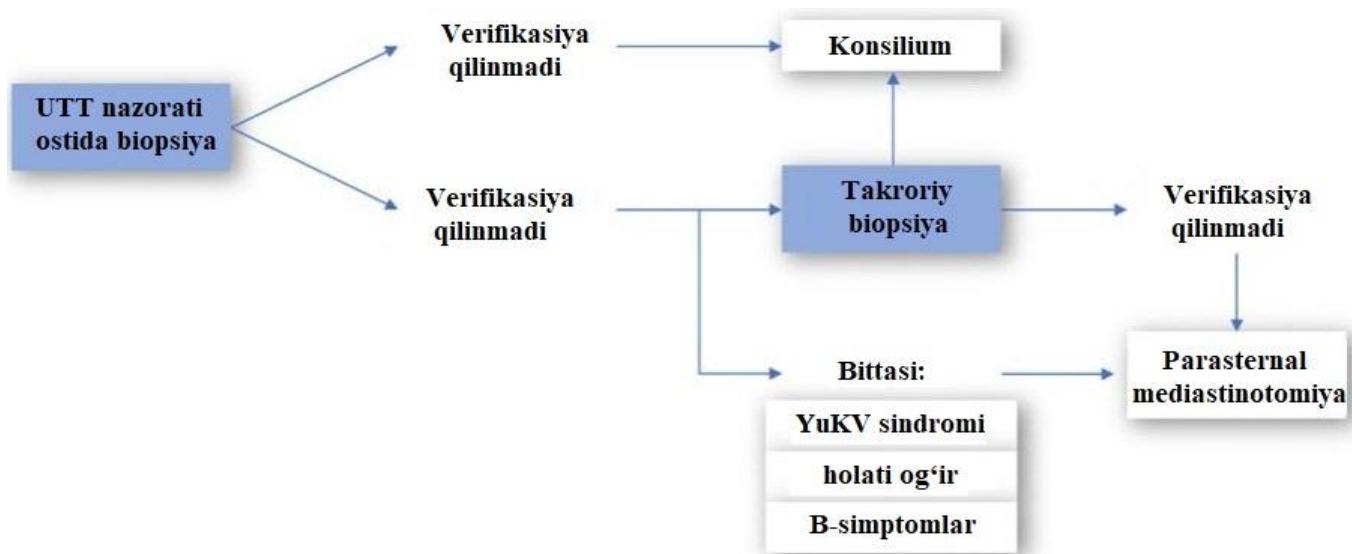 Verifikasiya
qilinmadi
Konsilium
UTT nazorati
ostida biopsiya
Verifikasiya
qilinmadi
Takroriy
biopsiya
Verifikasiya
qilinmadi
Bittasi:
Parasternal
mediastinotomiya
YuKV sindromi
holati og‘ir
B-simptomlar